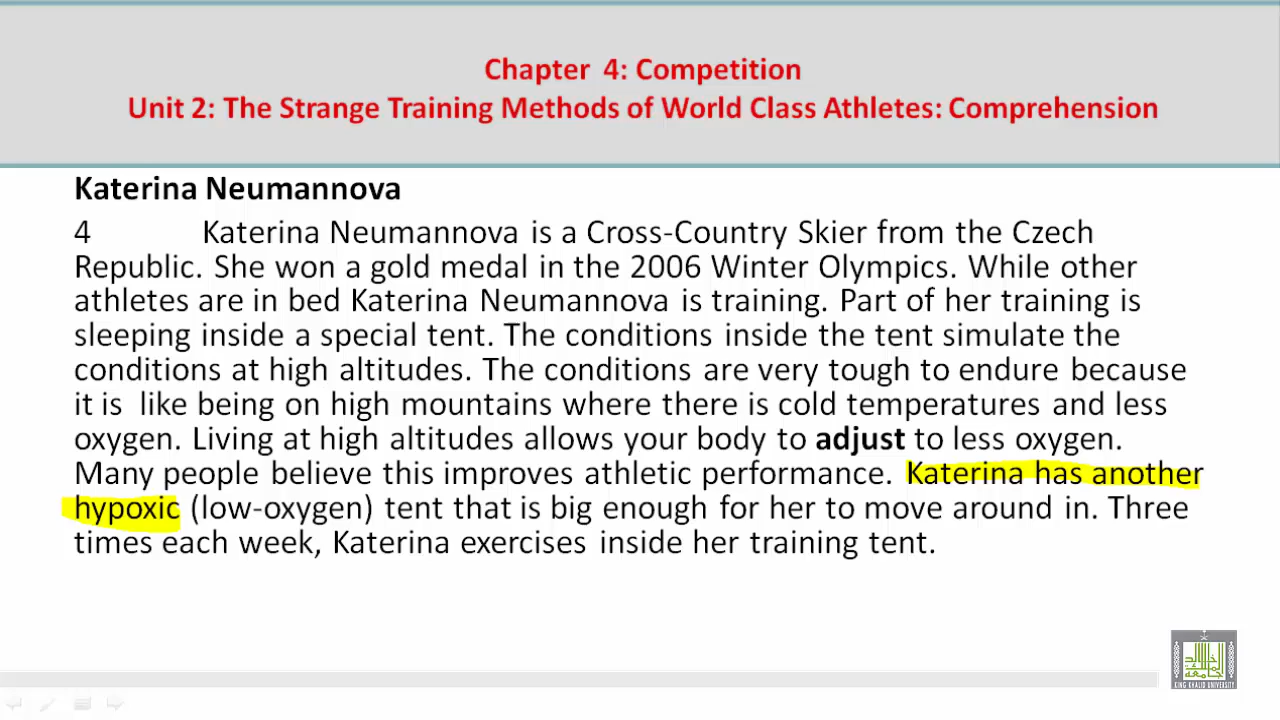 Chapter 4: Competition
Unit 2: The Strange Training Methods of World Class Athletes: Comprehension
Katerina Neumannova
4 Katerina Neumannova is a Cross-Country Skier from the Czech
Republic. She won a gold medal in the 2006 Winter Olympics. While other
athletes are in bed Katerina Neumannova is training. Part of her training is
sleeping inside a special tent. The conditions inside the tent simulate the
conditions at high altitudes. The conditions are very tough to endure because
it is like being on high mountains where there is cold temperatures and less
oxygen. Living at high altitudes allows your body to adjust to less oxygen.
Many people believe this improves athletic performance. Katerina has another
hypoxic (low-oxygen) tent that is big enough for her to move around in. Three
times each week, Katerina exercises inside her training tent.
KING KHALID UNIVERSITY